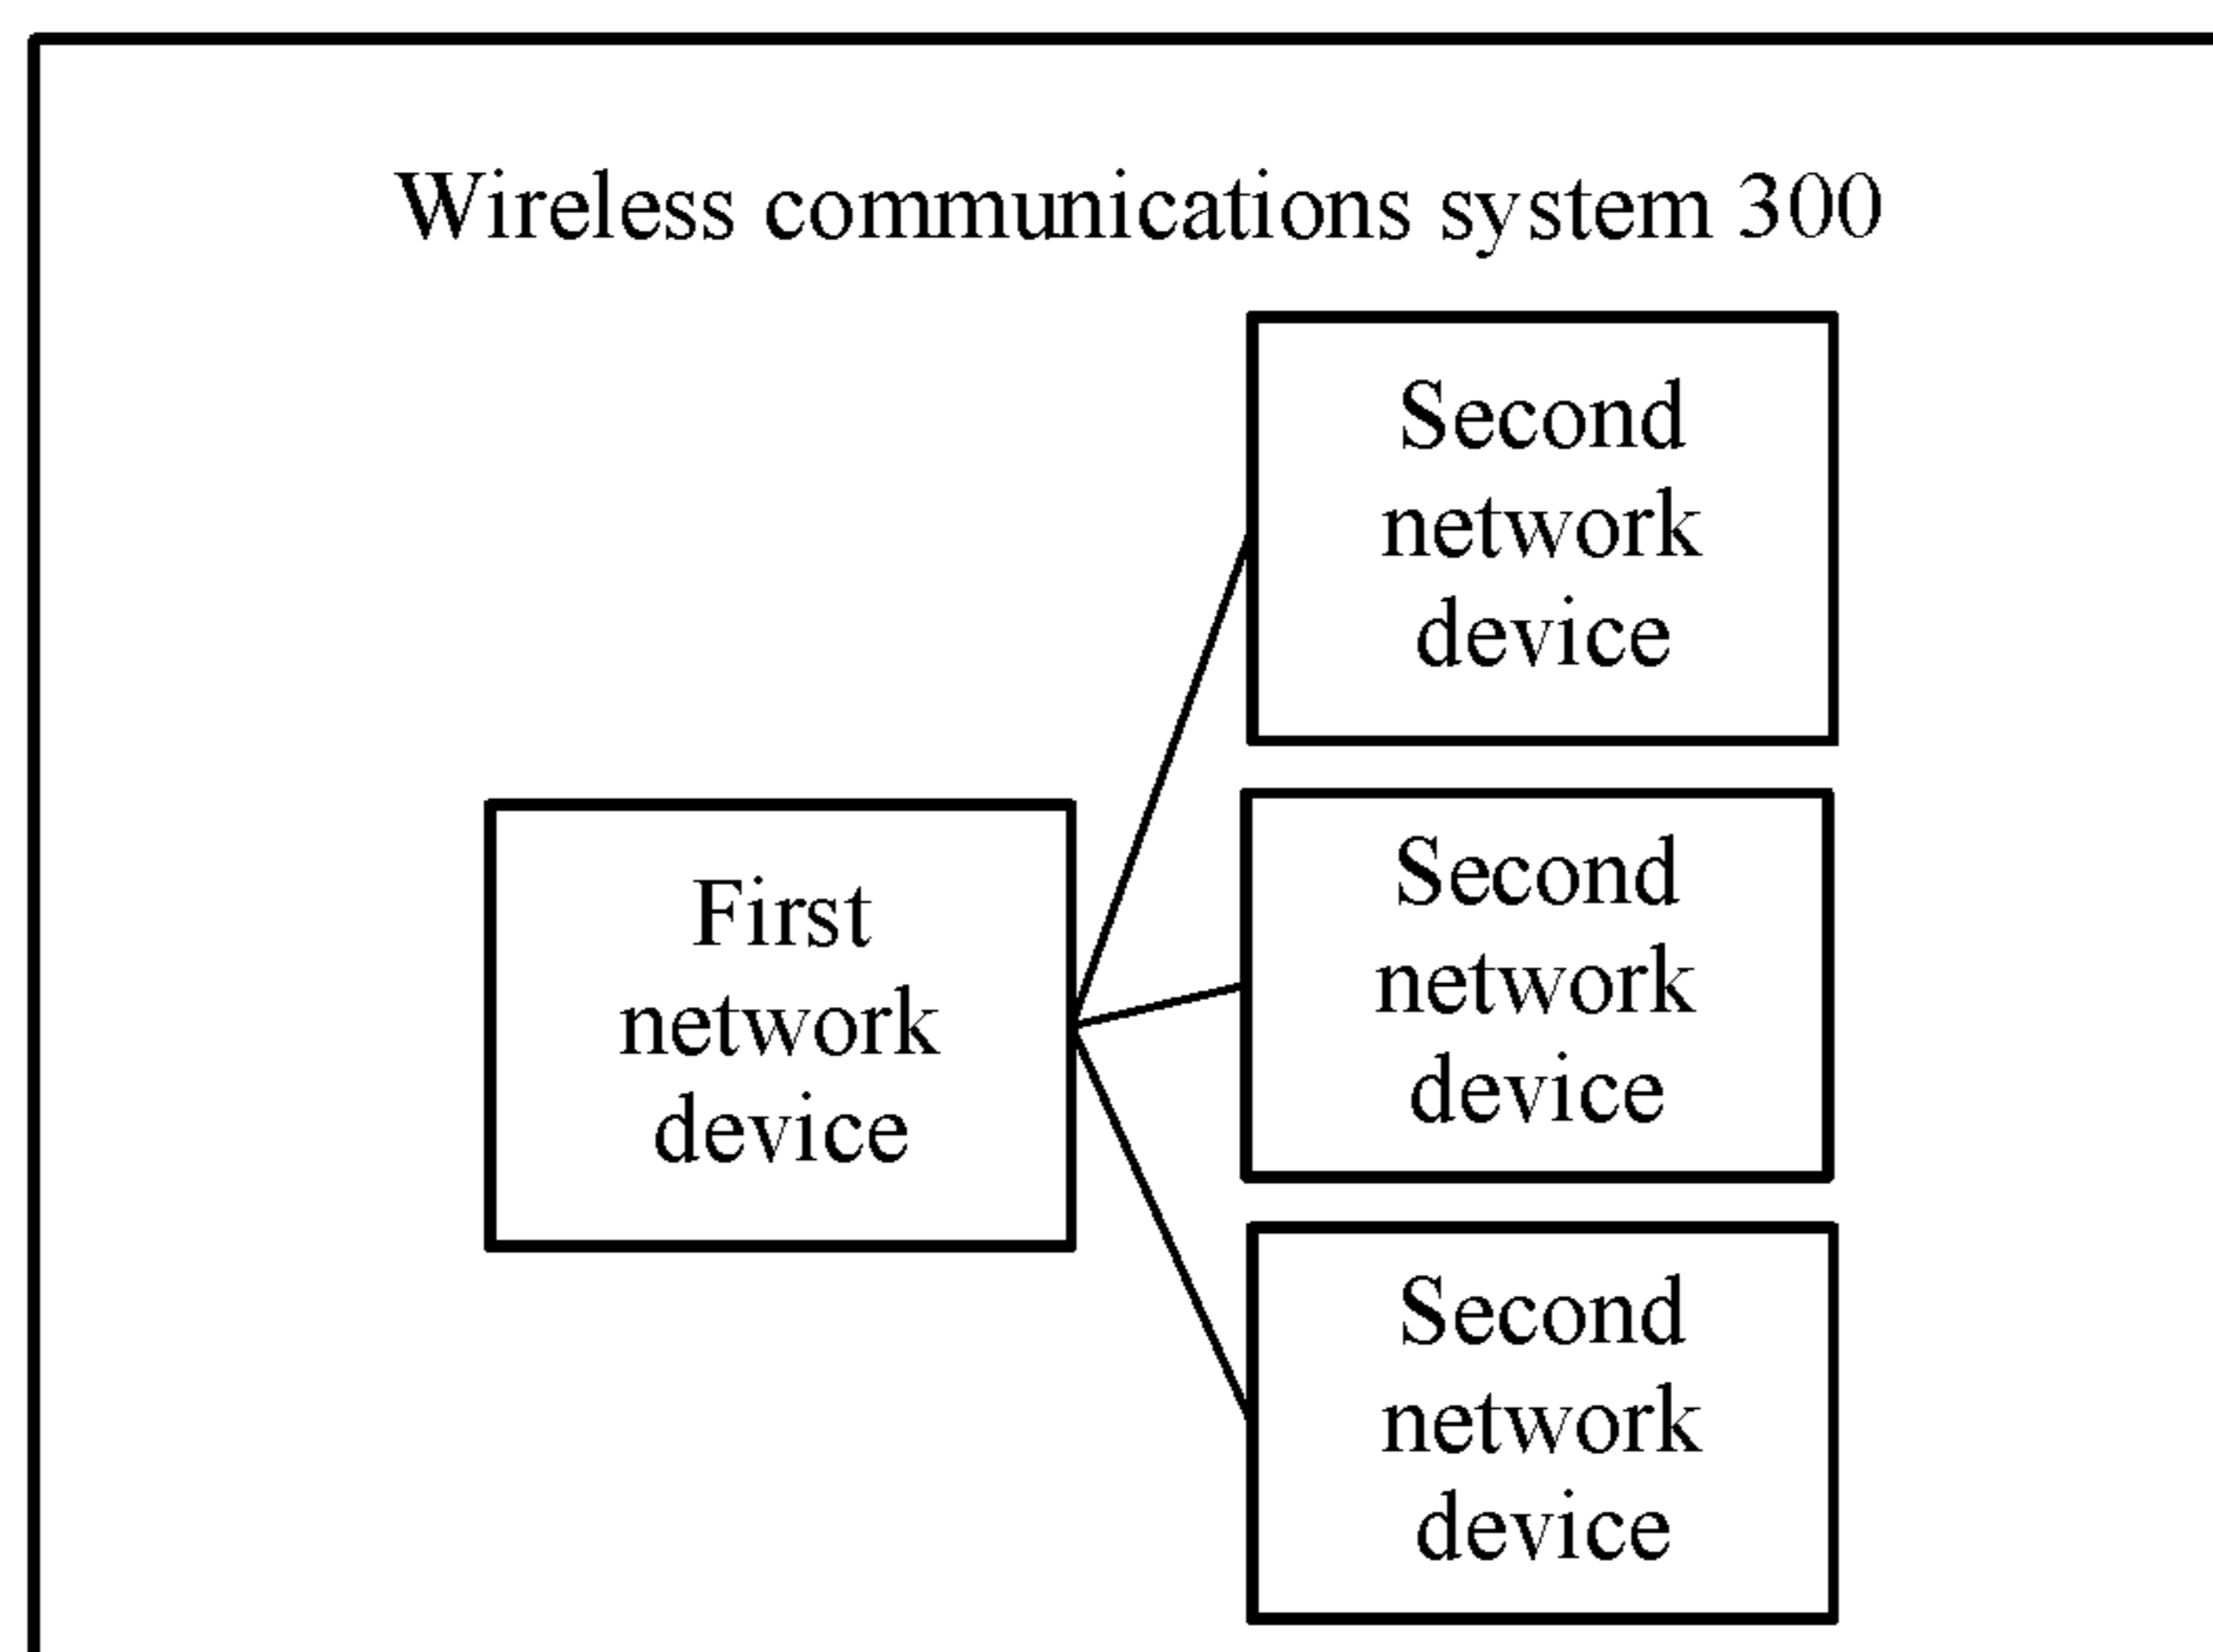 Wireless communications system 300
Second
network
device
First
network
device
Second
network
device
Second
network
device